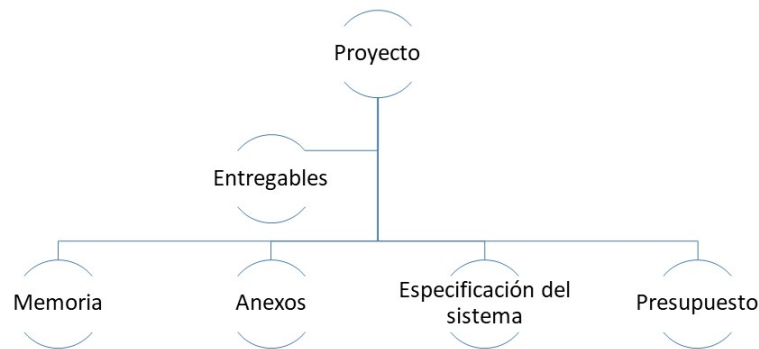 Proyecto
Entregables
Memoria
Anexos
Especificación del
sistema
Presupuesto